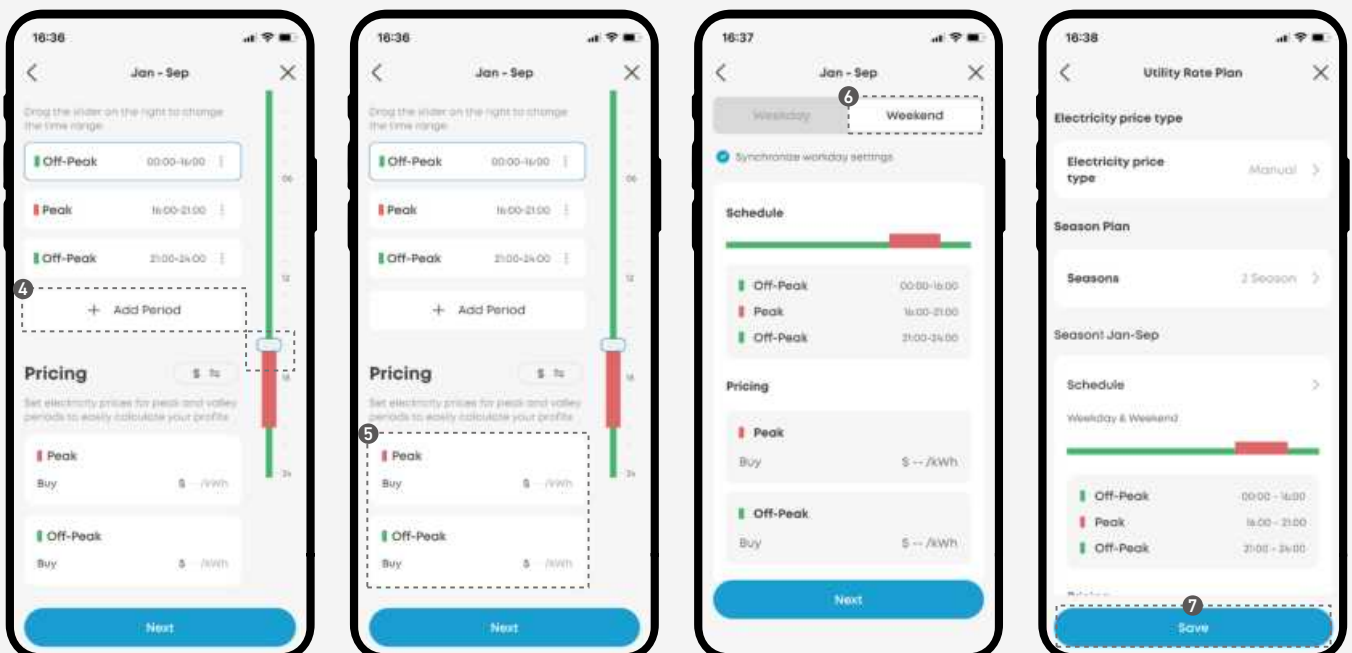 16:36
Jan - Sep
Drag the slider on the right to change
the time range.
Off-Peak 00:00-16:00
06
Peak 16:00-21:00
Off-Peak 21:00-24:00
12
4
+ Add Period
Pricing $
18
Set electricity prices for peak and valley
periods to easily calculate your profits
Peak
Buy $ -- /kWh
24
Off-Peak
Buy $ -- /kWh
Next
16:36
Jan - Sep
Drag the slider on the right to change
the time range.
Off-Peak 00:00-16:00
06
Peak 16:00-21:00
Off-Peak 21:00-24:00
12
+ Add Period
Pricing $
18
Set electricity prices for peak and valley
periods to easily calculate your profits
5
Peak
Buy $ -- /kWh
24
Off-Peak
Buy $ -- /kWh
Next
16:37
Jan - Sep
6
Weekday Weekend
Synchronize workday settings
Schedule
Off-Peak 00:00-16:00
Peak 16:00-21:00
Off-Peak 21:00-24:00
Pricing
Peak
Buy $ -- /kWh
Off-Peak
Buy $ -- /kWh
Next
16:38
Utility Rate Plan
Electricity price type
Electricity price
type Manual
Season Plan
Seasons 2 Season
Season1 Jan-Sep
Schedule
Weekday & Weekend
Off-Peak 00:00 - 16:00
Peak 16:00 - 21:00
Off-Peak 21:00 - 24:00
7
Save